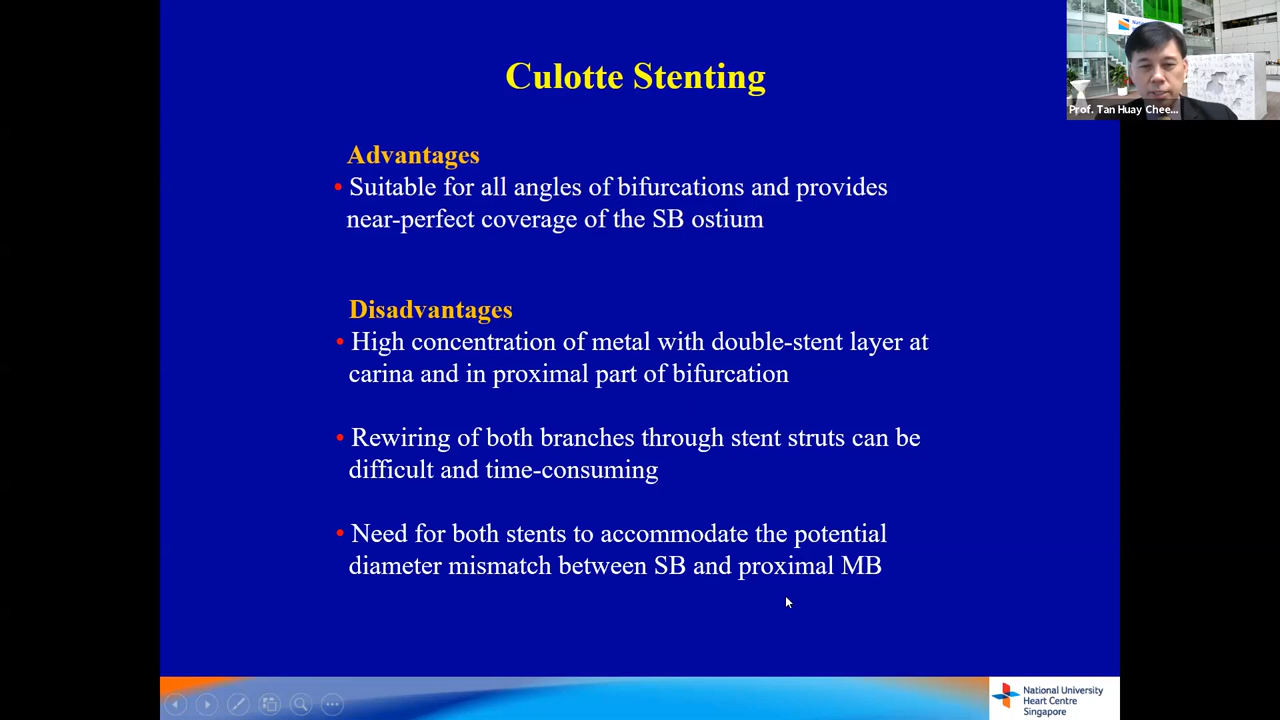 Culotte Stenting
Prof. Tan Huay Chee...
Advantages
• Suitable for all angles of bifurcations and provides
near-perfect coverage of the SB ostium
Disadvantages
• High concentration of metal with double-stent layer at
carina and in proximal part of bifurcation
• Rewiring of both branches through stent struts can be
difficult and time-consuming
• Need for both stents to accommodate the potential
diameter mismatch between SB and proximal MB
National University
Heart Centre
Singapore